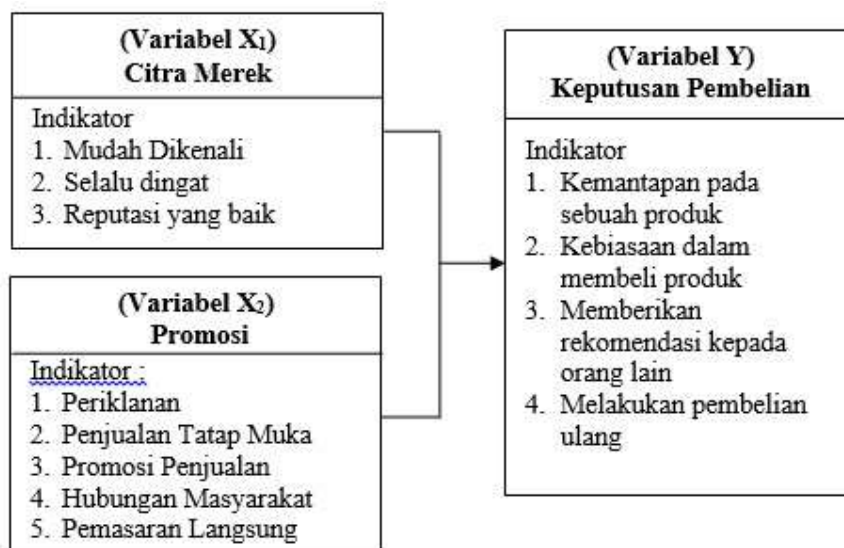 (Variabel X₁)
Citra Merek
Indikator
1. Mudah Dikenali
2. Selalu dingat
3. Reputasi yang baik
(Variabel X₂)
Promosi
Indikator :
1. Periklanan
2. Penjualan Tatap Muka
3. Promosi Penjualan
4. Hubungan Masyarakat
5. Pemasaran Langsung
(Variabel Y)
Keputusan Pembelian
Indikator
1. Kemantapan pada
sebuah produk
2. Kebiasaan dalam
membeli produk
3. Memberikan
rekomendasi kepada
orang lain
4. Melakukan pembelian
ulang